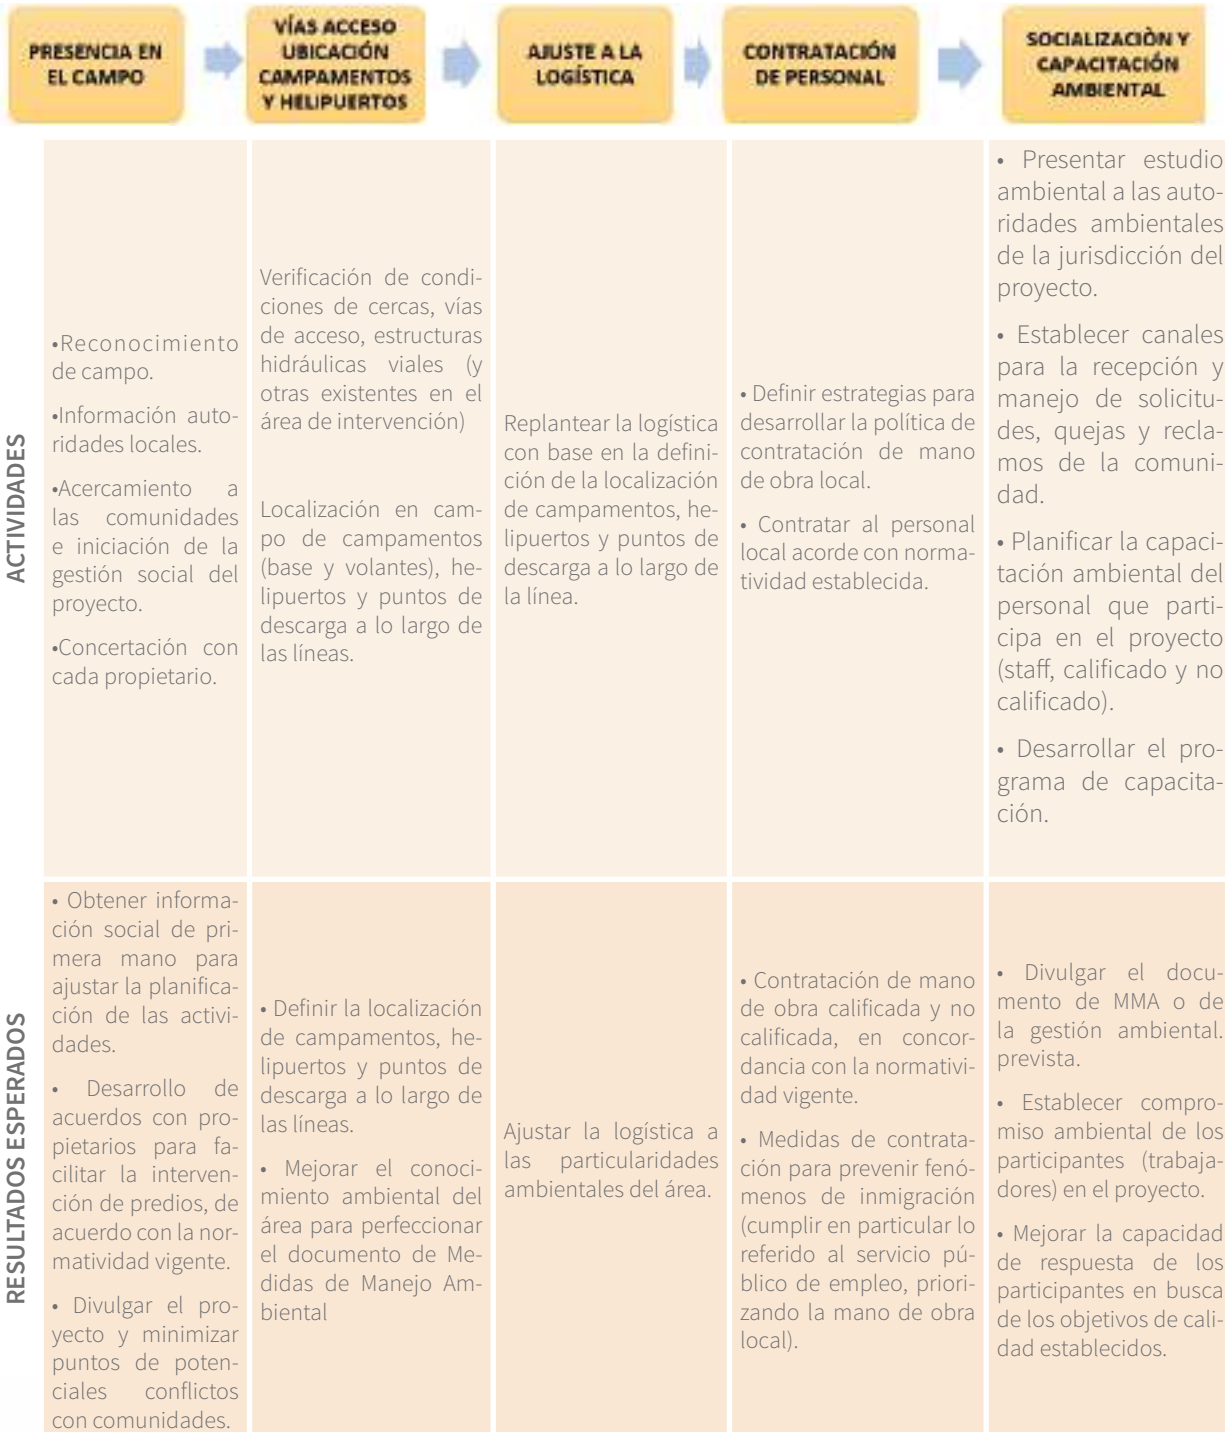 PRESENCIA EN
EL CAMPO
VÍAS ACCESO
UBICACIÓN
CAMPAMENTOS
Y HELIPUERTOS
AJUSTE A LA
LOGÍSTICA
CONTRATACIÓN
DE PERSONAL
SOCIALIZACIÒN Y
CAPACITACIÓN
AMBIENTAL
ACTIVIDADES
•Reconocimiento
de campo.
•Información auto-
ridades locales.
•Acercamiento a
las comunidades
e iniciación de la
gestión social del
proyecto.
•Concertación con
cada propietario.
Verificación de condi-
ciones de cercas, vías
de acceso, estructuras
hidráulicas viales (y
otras existentes en el
área de intervención)
Localización en cam-
po de campamentos
(base y volantes), he-
lipuertos y puntos de
descarga a lo largo de
las líneas.
Replantear la logística
con base en la defini-
ción de la localización
de campamentos, he-
lipuertos y puntos de
descarga a lo largo de
la línea.
• Definir estrategias para
desarrollar la política de
contratación de mano
de obra local.
• Contratar al personal
local acorde con norma-
tividad establecida.
• Presentar estudio
ambiental a las auto-
ridades ambientales
de la jurisdicción del
proyecto.
• Establecer canales
para la recepción y
manejo de solicitu-
des, quejas y recla-
mos de la comuni-
dad.
• Planificar la capaci-
tación ambiental del
personal que parti-
cipa en el proyecto
(staff, calificado y no
calificado).
• Desarrollar el pro-
grama de capacita-
ción.
RESULTADOS ESPERADOS
• Obtener informa-
ción social de pri-
mera mano para
ajustar la planifica-
ción de las activi-
dades.
• Desarrollo de
acuerdos con pro-
pietarios para fa-
cilitar la interven-
ción de predios, de
acuerdo con la nor-
matividad vigente.
• Divulgar el pro-
yecto y minimizar
puntos de poten-
ciales conflictos
con comunidades.
• Definir la localización
de campamentos, he-
lipuertos y puntos de
descarga a lo largo de
las líneas.
• Mejorar el conoci-
miento ambiental del
área para perfeccionar
el documento de Me-
didas de Manejo Am-
biental
Ajustar la logística a
las particularidades
ambientales del área.
• Contratación de mano
de obra calificada y no
calificada, en concor-
dancia con la normativi-
dad vigente.
• Medidas de contrata-
ción para prevenir fenó-
menos de inmigración
(cumplir en particular lo
referido al servicio pú-
blico de empleo, priori-
zando la mano de obra
local).
• Divulgar el docu-
mento de MMA o de
la gestión ambiental.
prevista.
• Establecer compro-
miso ambiental de los
participantes (trabaja-
dores) en el proyecto.
• Mejorar la capacidad
de respuesta de los
participantes en busca
de los objetivos de cali-
dad establecidos.